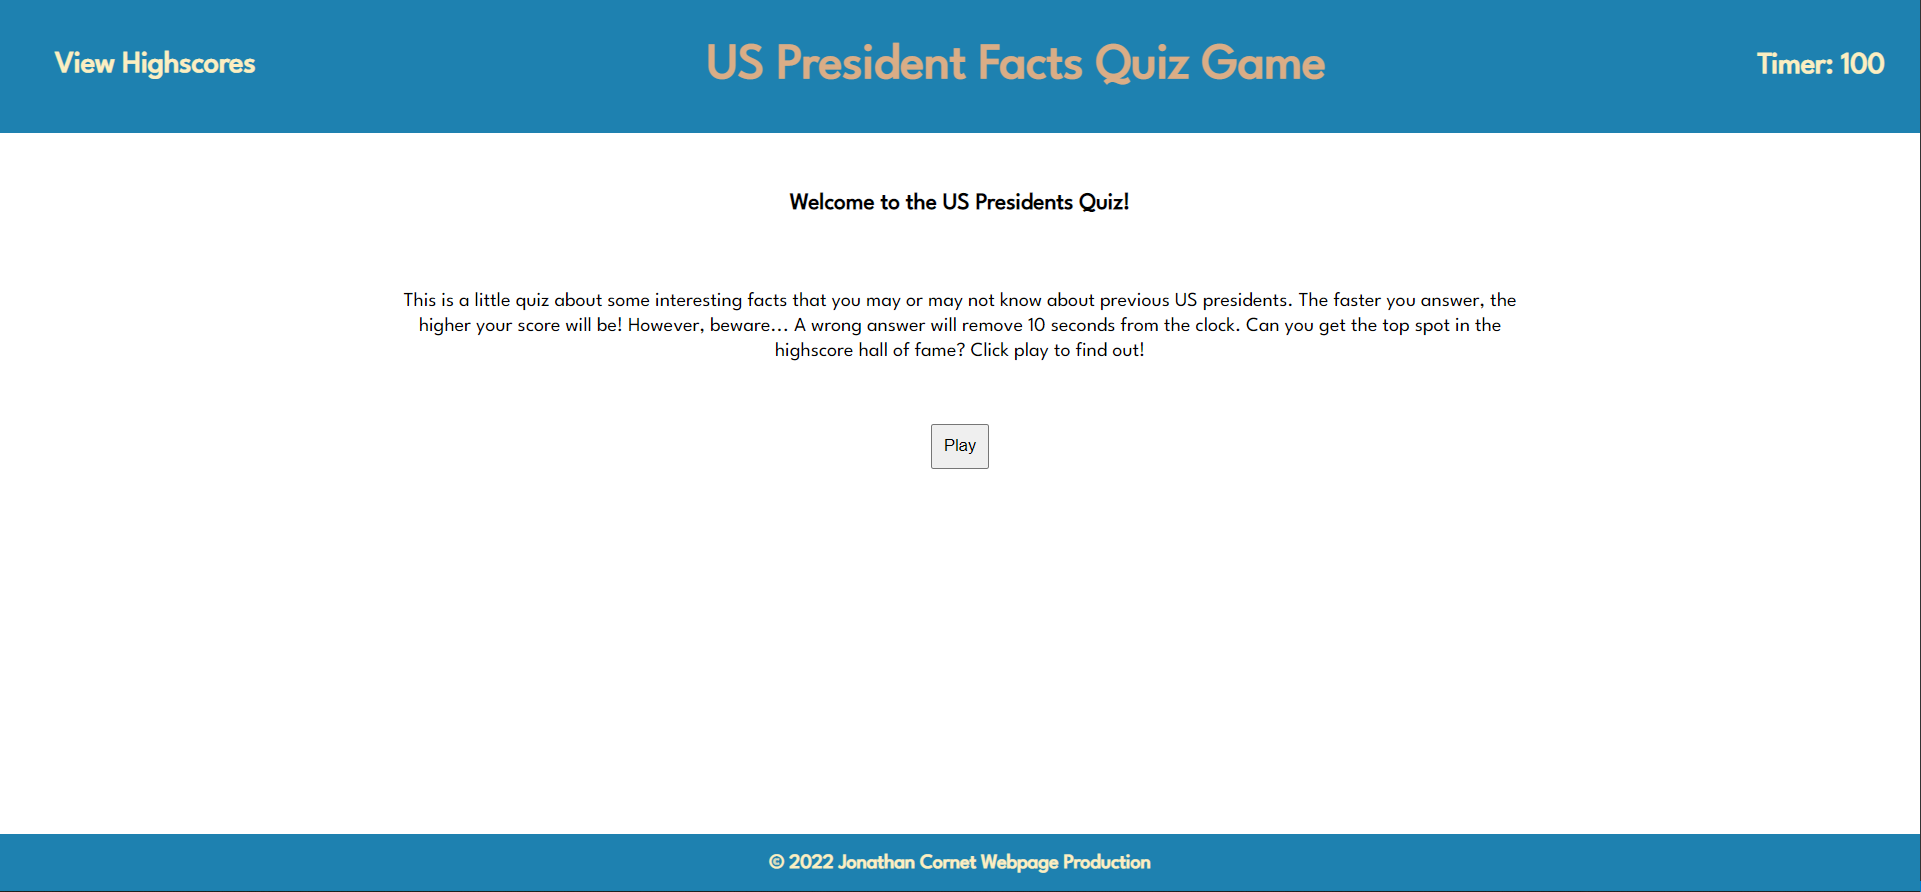 View Highscores
US President Facts Quiz Game
Timer: 100
Welcome to the US Presidents Quiz!
This is a little quiz about some interesting facts that you may or may not know about previous US presidents. The faster you answer, the
higher your score will be! However, beware... A wrong answer will remove 10 seconds from the clock. Can you get the top spot in the
highscore hall of fame? Click play to find out!
Play
© 2022 Jonathan Cornet Webpage Production